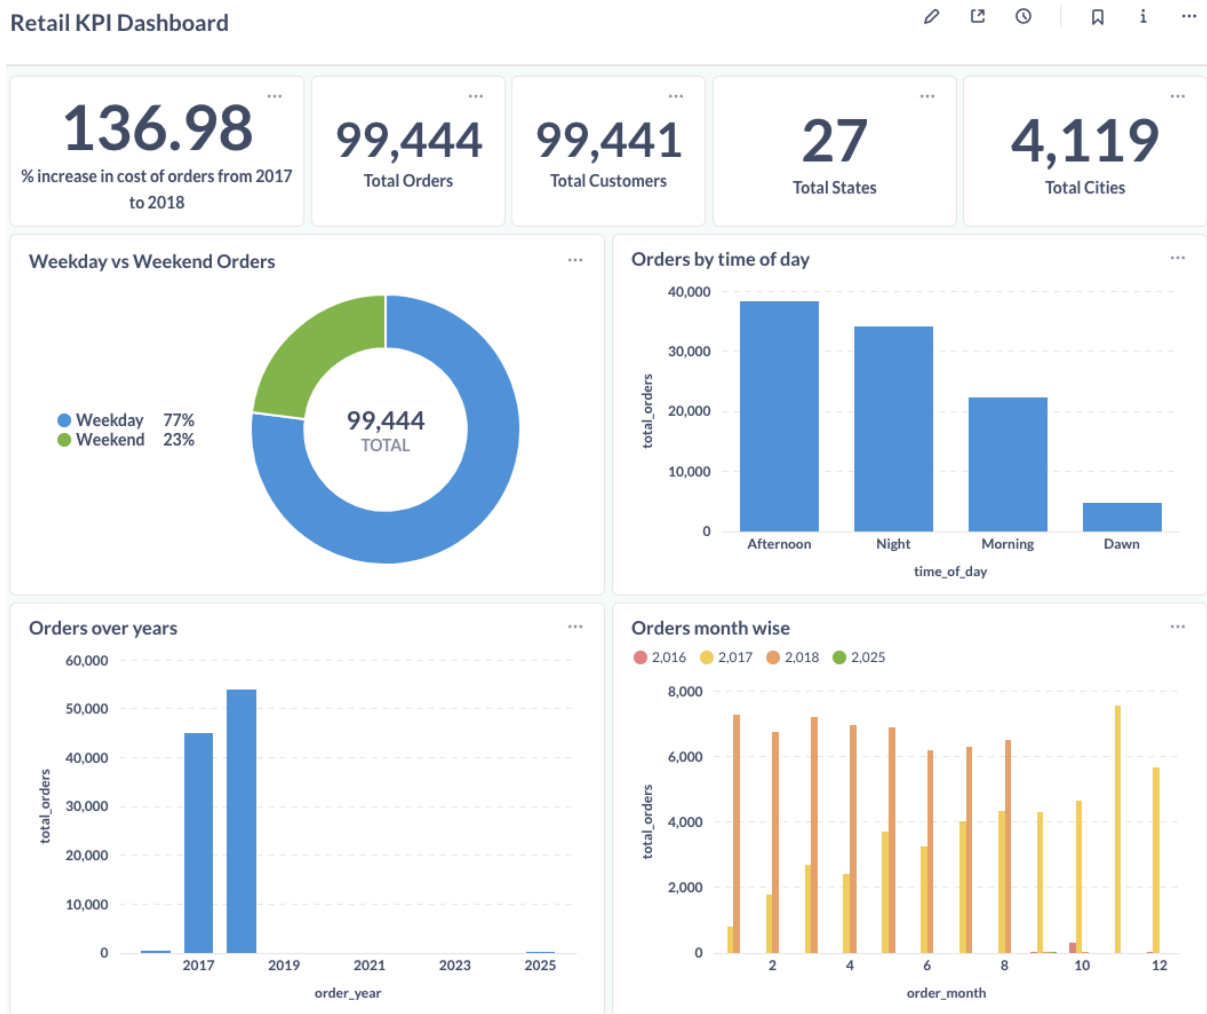 Retail KPI Dashboard
136.98
% increase in cost of orders from 2017
to 2018
99,444
Total Orders
99,441
Total Customers
27
Total States
4,119
Total Cities
Weekday vs Weekend Orders
Weekday 77%
Weekend 23%
99,444
TOTAL
Orders by time of day
total_orders
40,000
30,000
20,000
10,000
0
Afternoon Night Morning Dawn
time_of_day
Orders over years
total_orders
60,000
50,000
40,000
30,000
20,000
10,000
0
2017 2019 2021 2023 2025
order_year
Orders month wise
2,016 2,017 2,018 2,025
total_orders
8,000
6,000
4,000
2,000
0
2 4 6 8 10 12
order_month